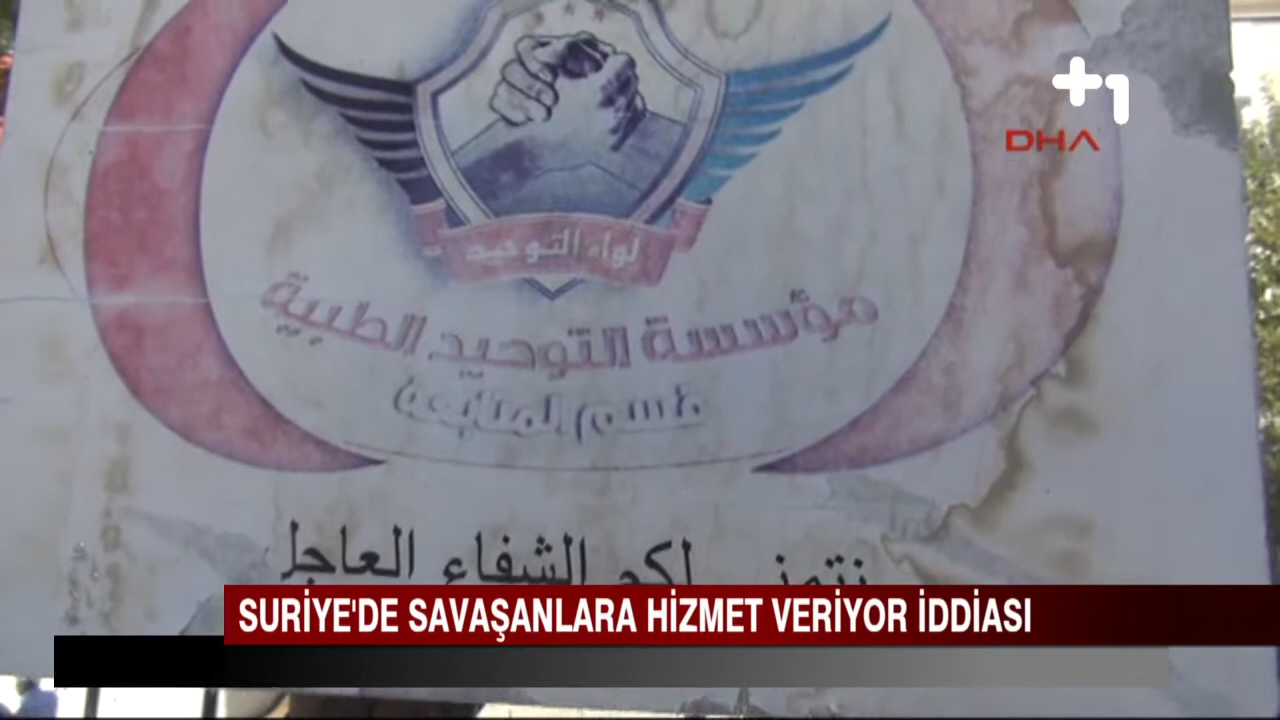 +1
DHA
لواء التوحيد
مؤسسة التوحيد الطبية
قسم المتابعة
نتمنى لكم الشفاء العاجل
SURİYE'DE SAVAŞANLARA HİZMET VERİYOR İDDİASI